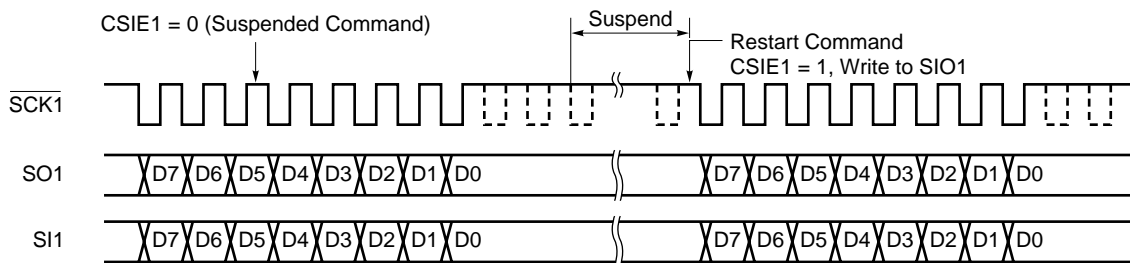 CSIE1 = 0 (Suspended Command)
Suspend
Restart Command
CSIE1 = 1, Write to SIO1
SCK1
SO1 D7 D6 D5 D4 D3 D2 D1 D0 D7 D6 D5 D4 D3 D2 D1 D0
SI1 D7 D6 D5 D4 D3 D2 D1 D0 D7 D6 D5 D4 D3 D2 D1 D0